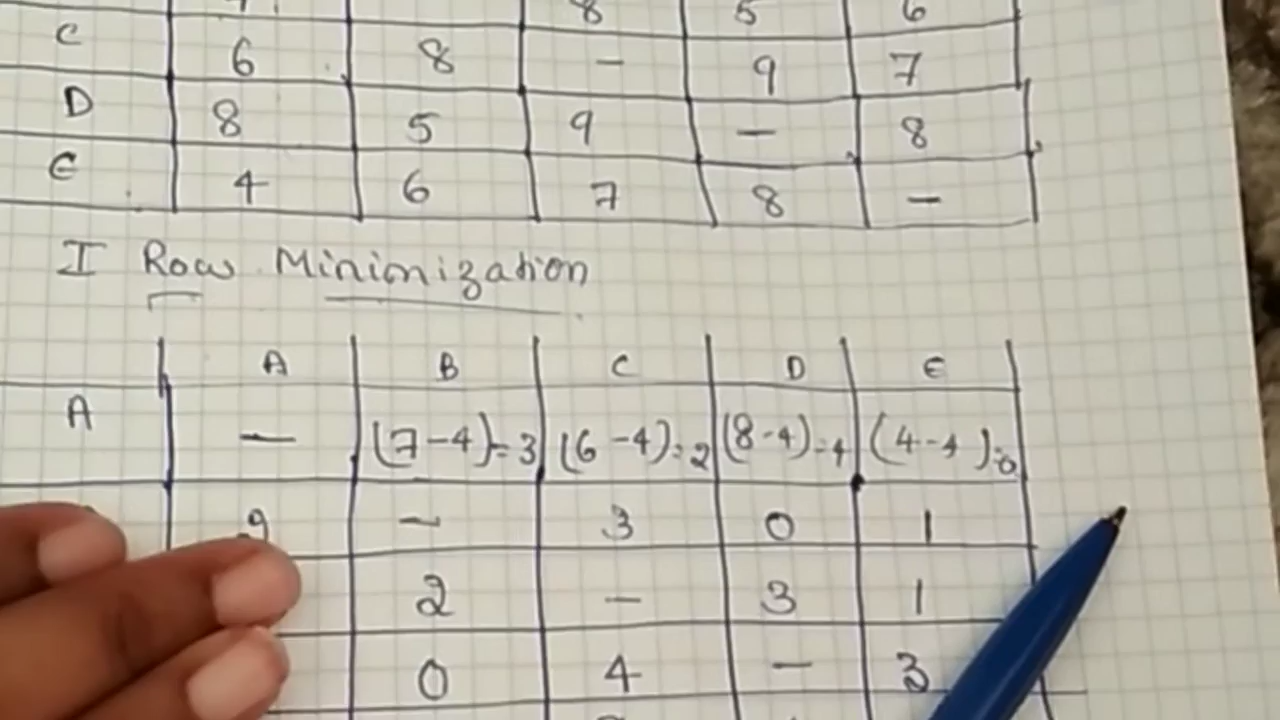 8 5 6
C 6 8 - 9 7
D 8 5 9 - 8
E 4 6 7 8 -
I Row Minimization
A B C D E
A - (7-4)=3 (6-4)=2 (8-4)=4 (4-4)=0
- 3 0 1
2 - 3 1
0 4 - 3